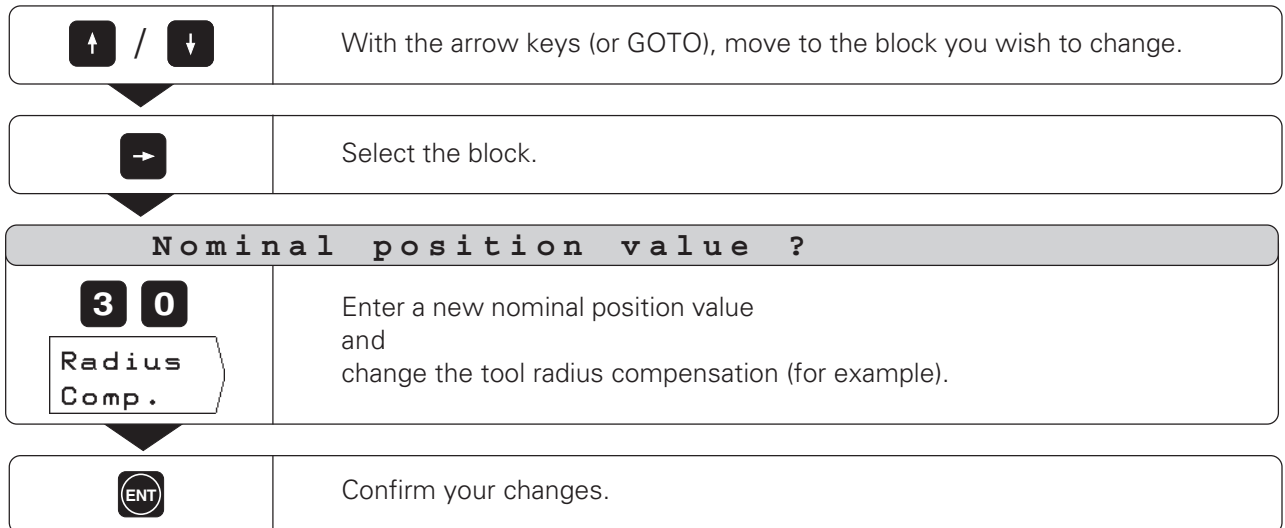 /
With the arrow keys (or GOTO), move to the block you wish to change.
Select the block.
Nominal position value ?
3 0
Enter a new nominal position value
and
change the tool radius compensation (for example).
Radius
Comp.
ENT
Confirm your changes.